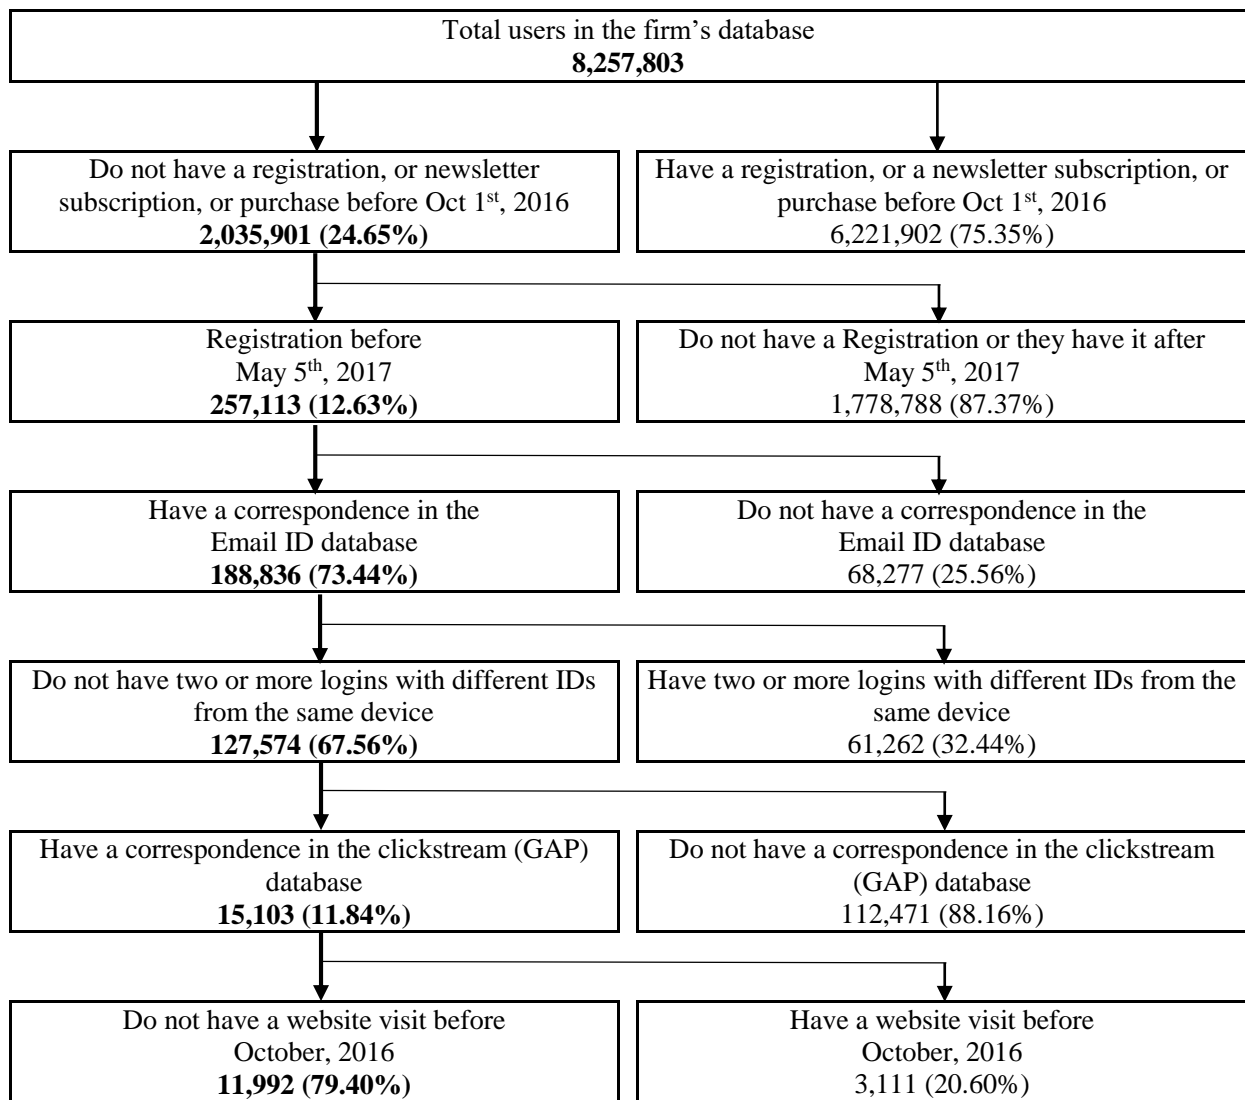 Total users in the firm’s database
8,257,803
Do not have a registration, or newsletter
subscription, or purchase before Oct 1st, 2016
2,035,901 (24.65%)
Have a registration, or a newsletter subscription, or
purchase before Oct 1st, 2016
6,221,902 (75.35%)
Registration before
May 5th, 2017
257,113 (12.63%)
Do not have a Registration or they have it after
May 5th, 2017
1,778,788 (87.37%)
Have a correspondence in the
Email ID database
188,836 (73.44%)
Do not have a correspondence in the
Email ID database
68,277 (25.56%)
Do not have two or more logins with different IDs
from the same device
127,574 (67.56%)
Have two or more logins with different IDs from the
same device
61,262 (32.44%)
Have a correspondence in the clickstream (GAP)
database
15,103 (11.84%)
Do not have a correspondence in the clickstream
(GAP) database
112,471 (88.16%)
Do not have a website visit before
October, 2016
11,992 (79.40%)
Have a website visit before
October, 2016
3,111 (20.60%)